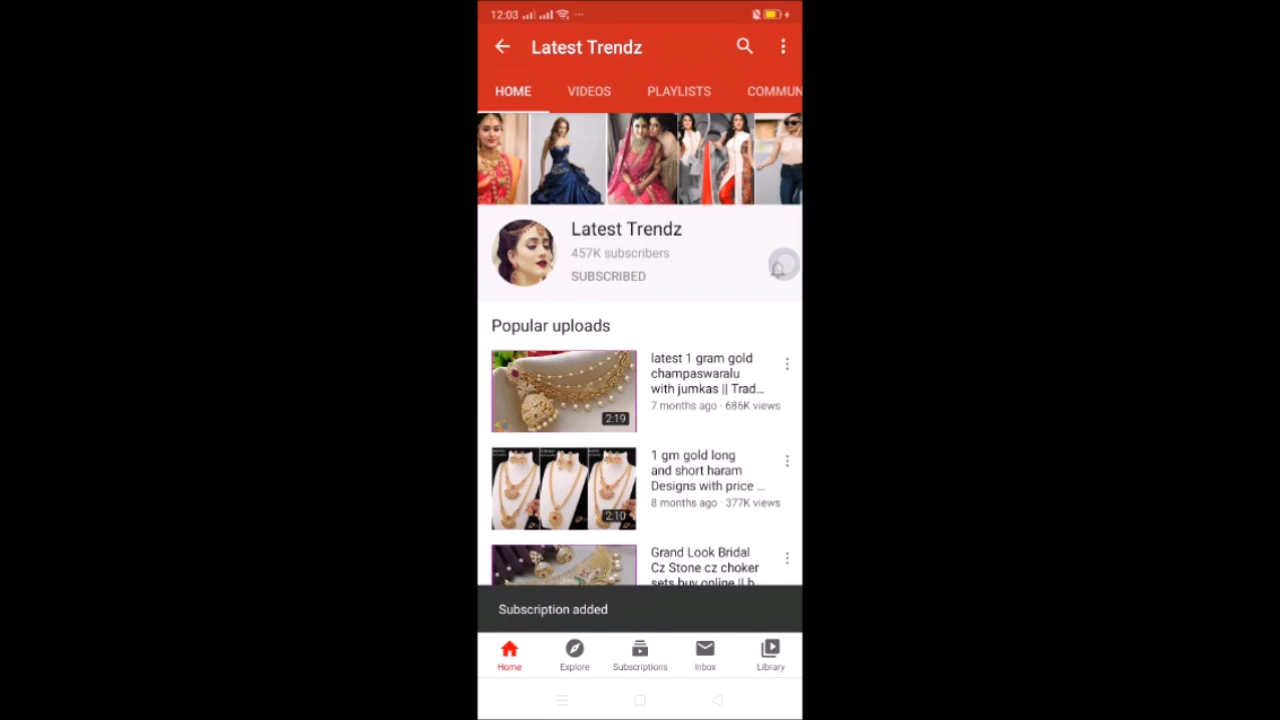 12:03
Latest Trendz
HOME VIDEOS PLAYLISTS COMMUN
Latest Trendz
457K subscribers
SUBSCRIBED
Popular uploads
latest 1 gram gold
champaswaralu
with jumkas || Trad...
7 months ago · 686K views
2:19
1 gm gold long
and short haram
Designs with price ...
8 months ago · 377K views
2:10
Grand Look Bridal
Cz Stone cz choker
sets buy online ||
Subscription added
Home Explore Subscriptions Inbox Library